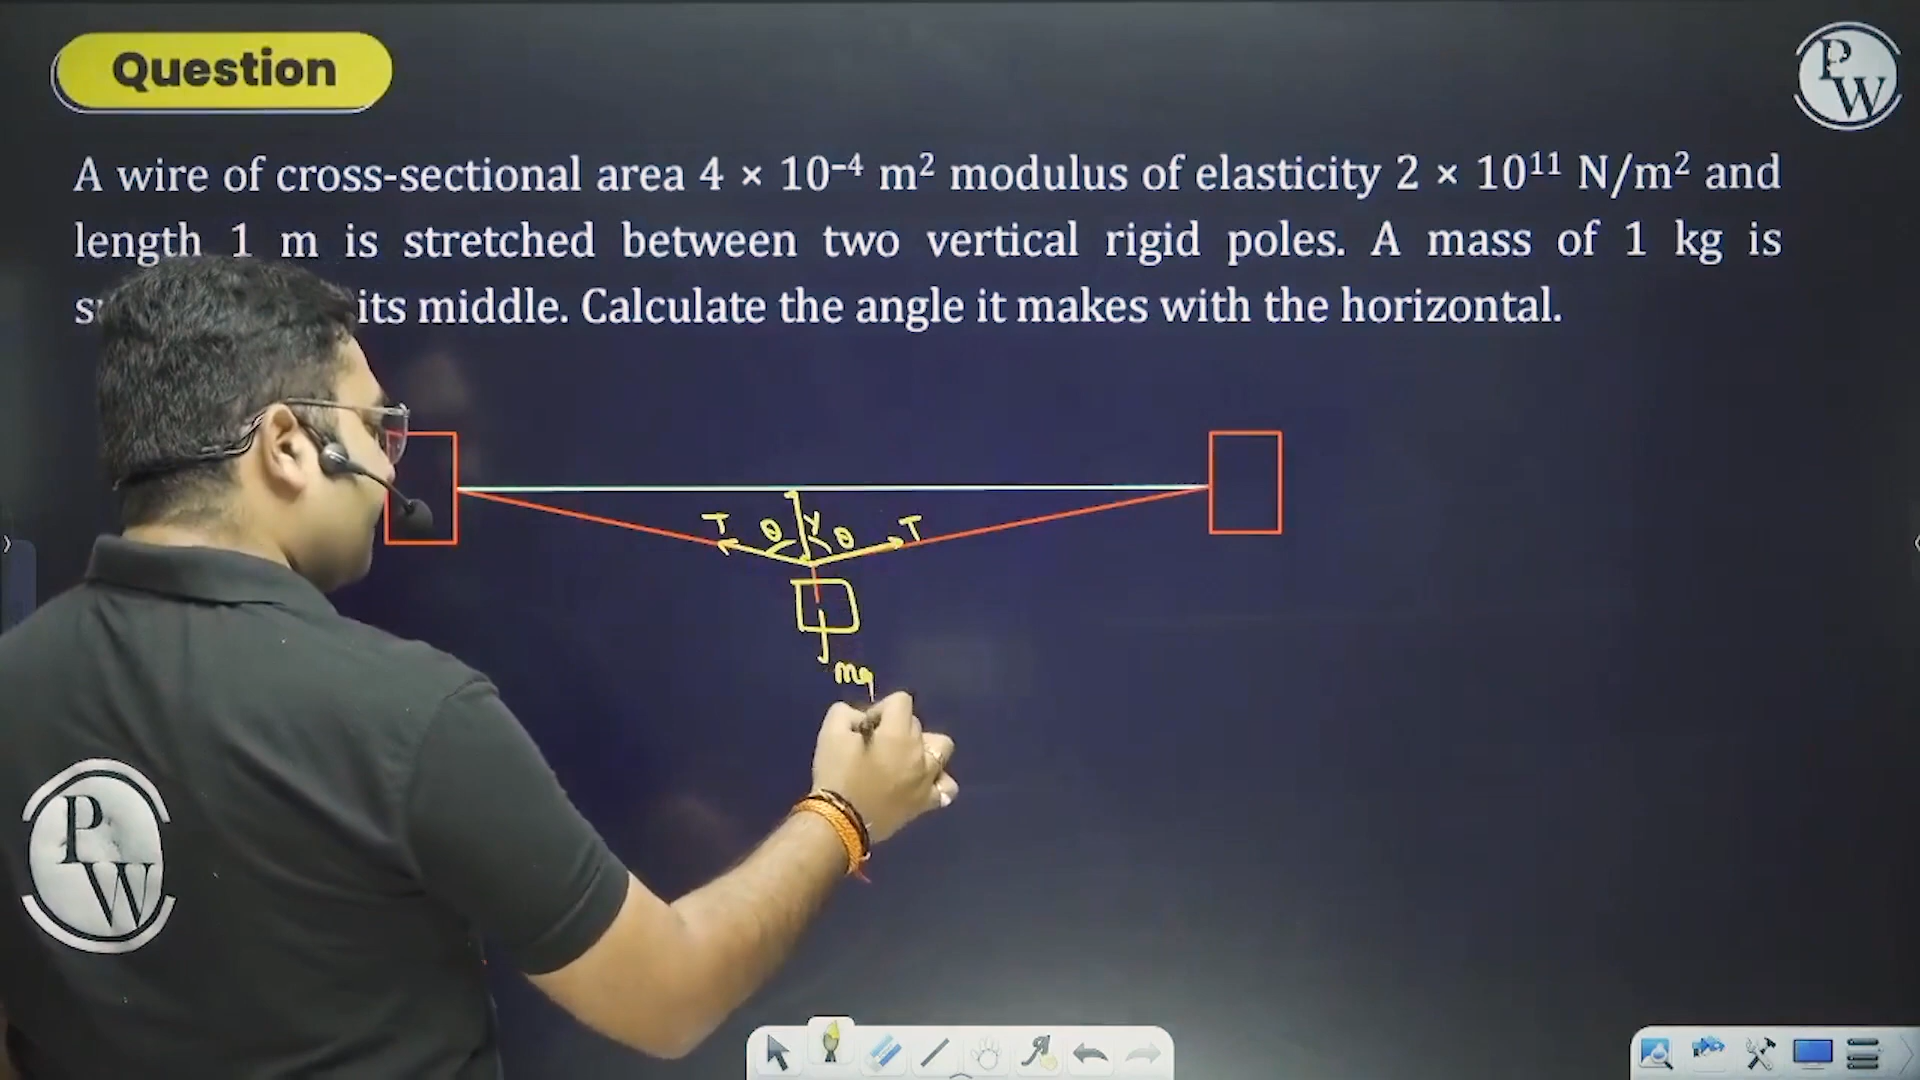 Question
PW
A wire of cross-sectional area 4 × 10⁻⁴ m² modulus of elasticity 2 × 10¹¹ N/m² and
length 1 m is stretched between two vertical rigid poles. A mass of 1 kg is
its middle. Calculate the angle it makes with the horizontal.
T θ y θ T
mg
PW